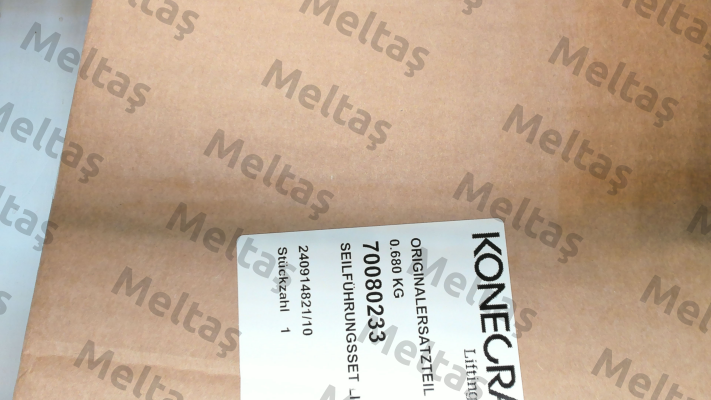 KONECRA
Lifting
ORIGINALERSATZTEIL
0.680 KG
70080233
SEILFÜHRUNGSSET
240914821/10
Stückzahl 1
Meltaş